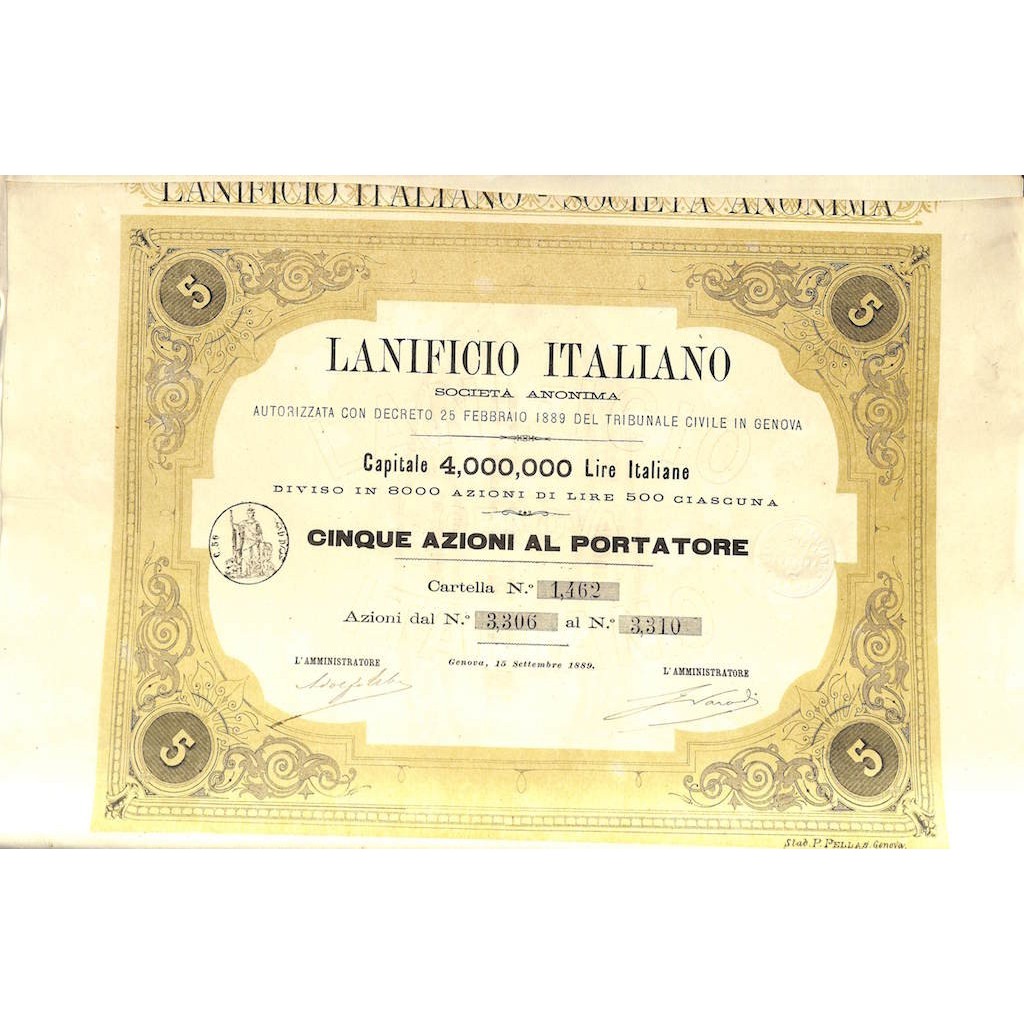 LANIFICIO ITALIANO - SOCIETÀ ANONIMA
5 5
LANIFICIO ITALIANO
SOCIETÀ ANONIMA
AUTORIZZATA CON DECRETO 25 FEBBRAIO 1889 DEL TRIBUNALE CIVILE IN GENOVA
Capitale 4,000,000 Lire Italiane
DIVISO IN 8000 AZIONI DI LIRE 500 CIASCUNA
CINQUE AZIONI AL PORTATORE
C. 56
Cartella N.º 1,462
Azioni dal N.º 3,306 al N.º 3,310
L'AMMINISTRATORE Genova, 15 Settembre 1889. L'AMMINISTRATORE
5 5
Stab. P. PELLAS. Genova.